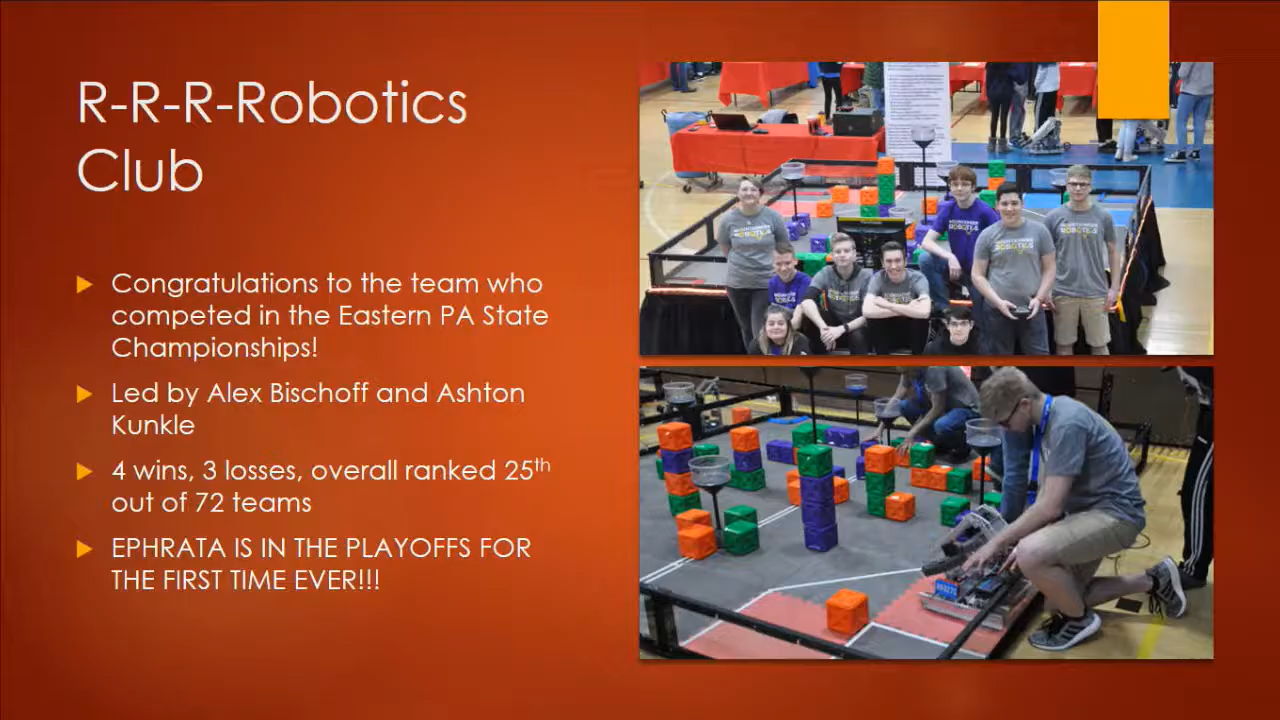 R-R-R-Robotics
Club
Congratulations to the team who
competed in the Eastern PA State
Championships!
Led by Alex Bischoff and Ashton
Kunkle
4 wins, 3 losses, overall ranked 25th
out of 72 teams
EPHRATA IS IN THE PLAYOFFS FOR
THE FIRST TIME EVER!!!